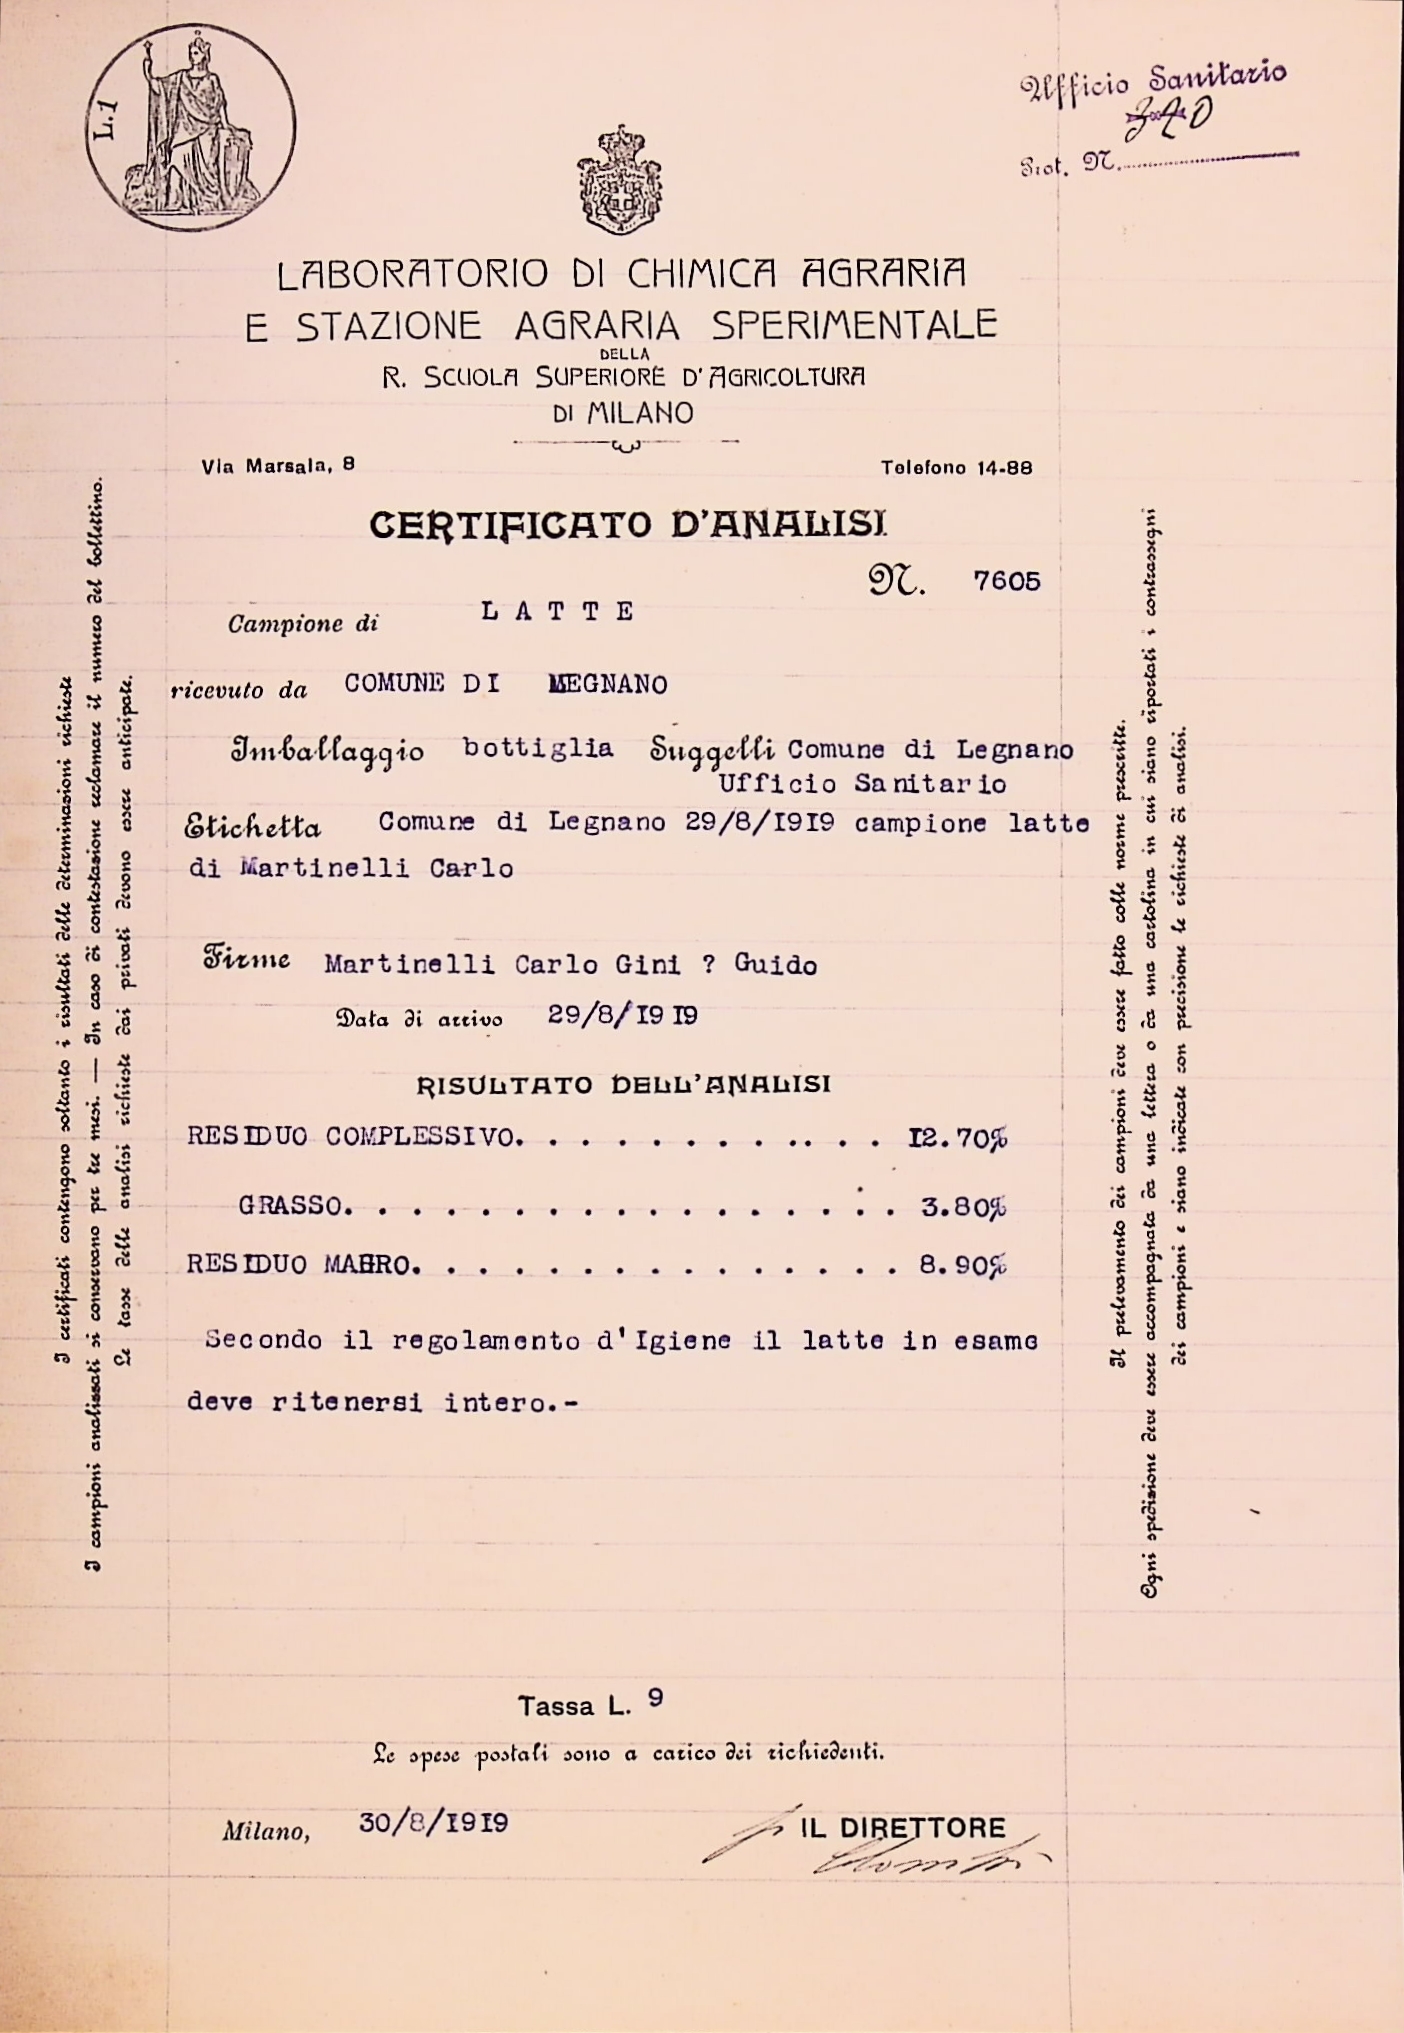 L.1
Ufficio Sanitario
Prot. N. 320
LABORATORIO DI CHIMICA AGRARIA
E STAZIONE AGRARIA SPERIMENTALE
DELLA
R. SCUOLA SUPERIORE D'AGRICOLTURA
DI MILANO
Via Marsala, 8 Telefono 14-88
CERTIFICATO D'ANALISI
N. 7605
Campione di LATTE
ricevuto da COMUNE DI MEGNANO
Imballaggio bottiglia Suggelli Comune di Legnano
Ufficio Sanitario
Etichetta Comune di Legnano 29/8/1919 campione latte
di Martinelli Carlo
Firme Martinelli Carlo Gini ? Guido
Data di arrivo 29/8/1919
RISULTATO DELL'ANALISI
RESIDUO COMPLESSIVO. . . . . . . . . . . . 12.70%
GRASSO. . . . . . . . . . . . . . . . . 3.80%
RESIDUO MAGRO. . . . . . . . . . . . . . . 8.90%
Secondo il regolamento d'Igiene il latte in esame
deve ritenersi intero.-
Tassa L. 9
Le spese postali sono a carico dei richiedenti.
Milano, 30/8/1919 IL DIRETTORE
I certificati contengono soltanto i risultati delle determinazioni richieste
I campioni analissati si conservano per tre mesi. — In caso di contestasione reclamare il numero del bollettino.
Le tasse delle analisi richieste dai privati devono essere anticipate.
Il prelevamento dei campioni deve essere fatto colle norme prescritte.
Ogni spedizione deve essere accompagnata da una lettera o da una cartolina in cui siano riportati i contrassegni
dei campioni e siano indicate con precisione le richieste di analisi.